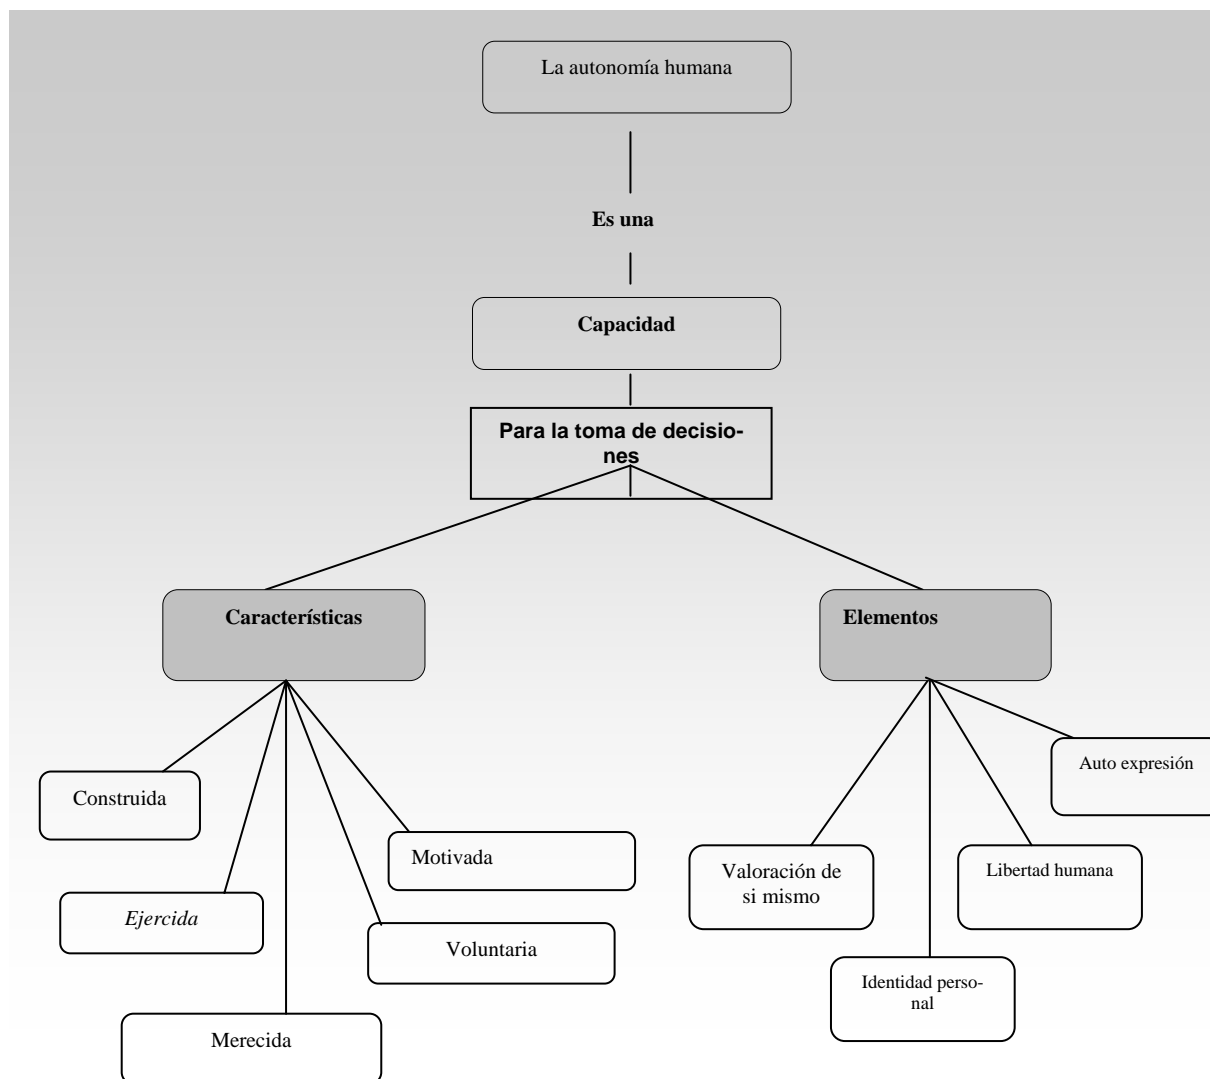 La autonomía humana
Es una
Capacidad
Para la toma de decisio-
nes
Características
Elementos
Construida
Ejercida
Merecida
Voluntaria
Motivada
Valoración de
si mismo
Identidad perso-
nal
Libertad humana
Auto expresión